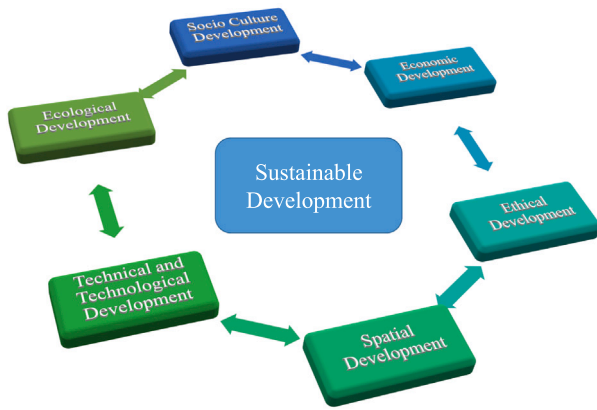 Socio Culture
Development
Economic
Development
Ecological
Development
Sustainable
Development
Ethical
Development
Technical and
Technological
Development
Spatial
Development